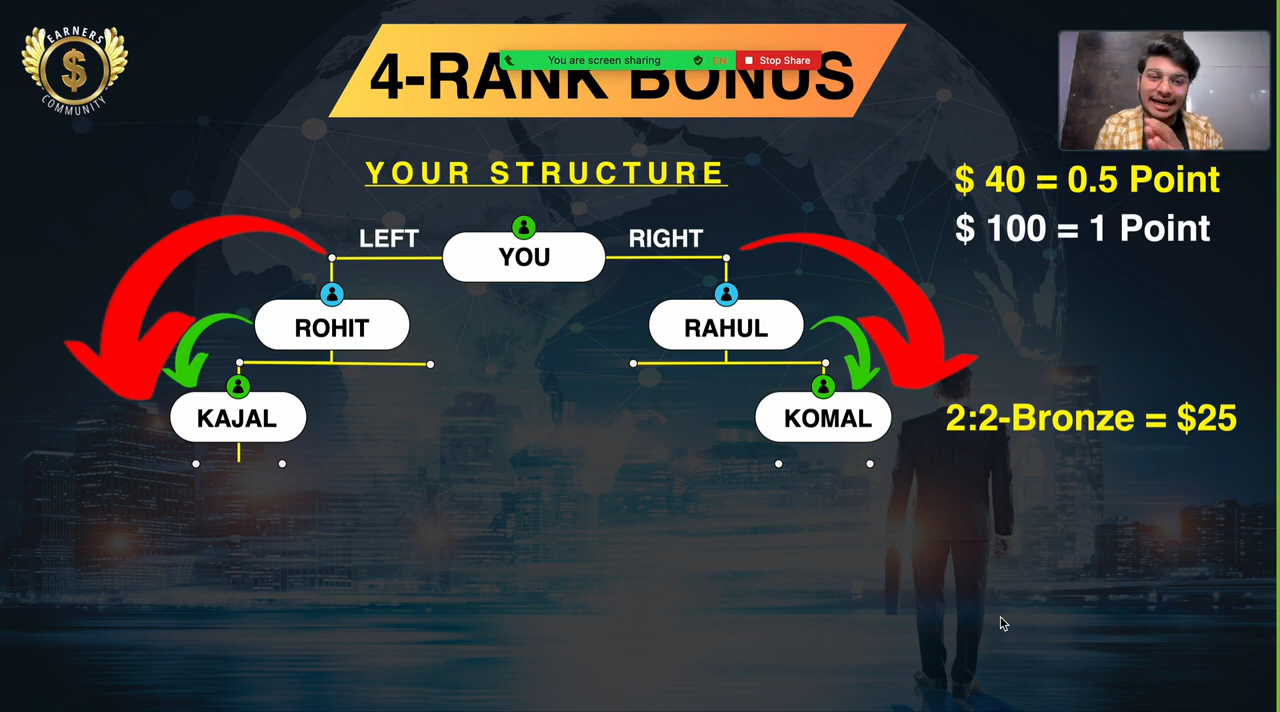 EARNERS
$
COMMUNITY
4-RANK BONUS
You are screen sharing
EN
Stop Share
YOUR STRUCTURE
$ 40 = 0.5 Point
$ 100 = 1 Point
LEFT
YOU
RIGHT
ROHIT
RAHUL
KAJAL
KOMAL
2:2-Bronze = $25